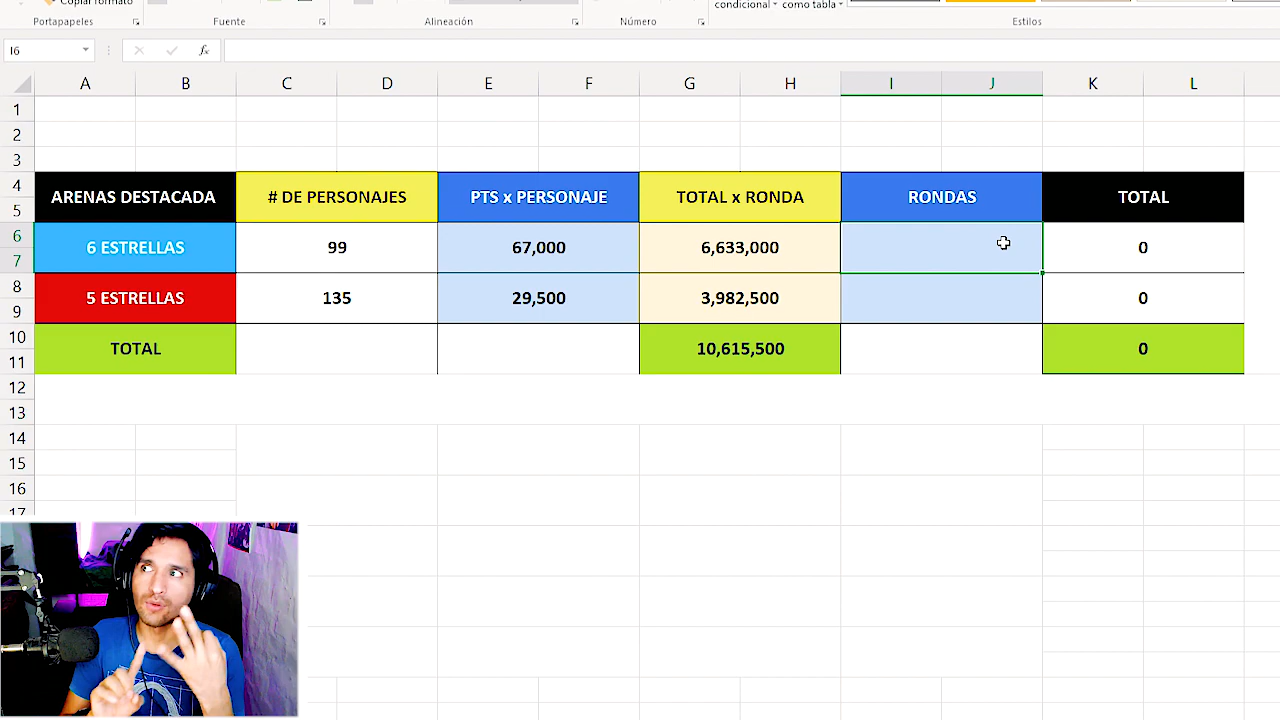 Copiar formato
condicional
como tabla
Portapapeles
Fuente
Alineación
Número
Estilos
I6
fx
A B C D E F G H I J K L
1
2
3
4
5
ARENAS DESTACADA # DE PERSONAJES PTS x PERSONAJE TOTAL x RONDA RONDAS TOTAL
6
7
6 ESTRELLAS 99 67,000 6,633,000 0
8
9
5 ESTRELLAS 135 29,500 3,982,500 0
10
11
TOTAL 10,615,500 0
12
13
14
15
16
17